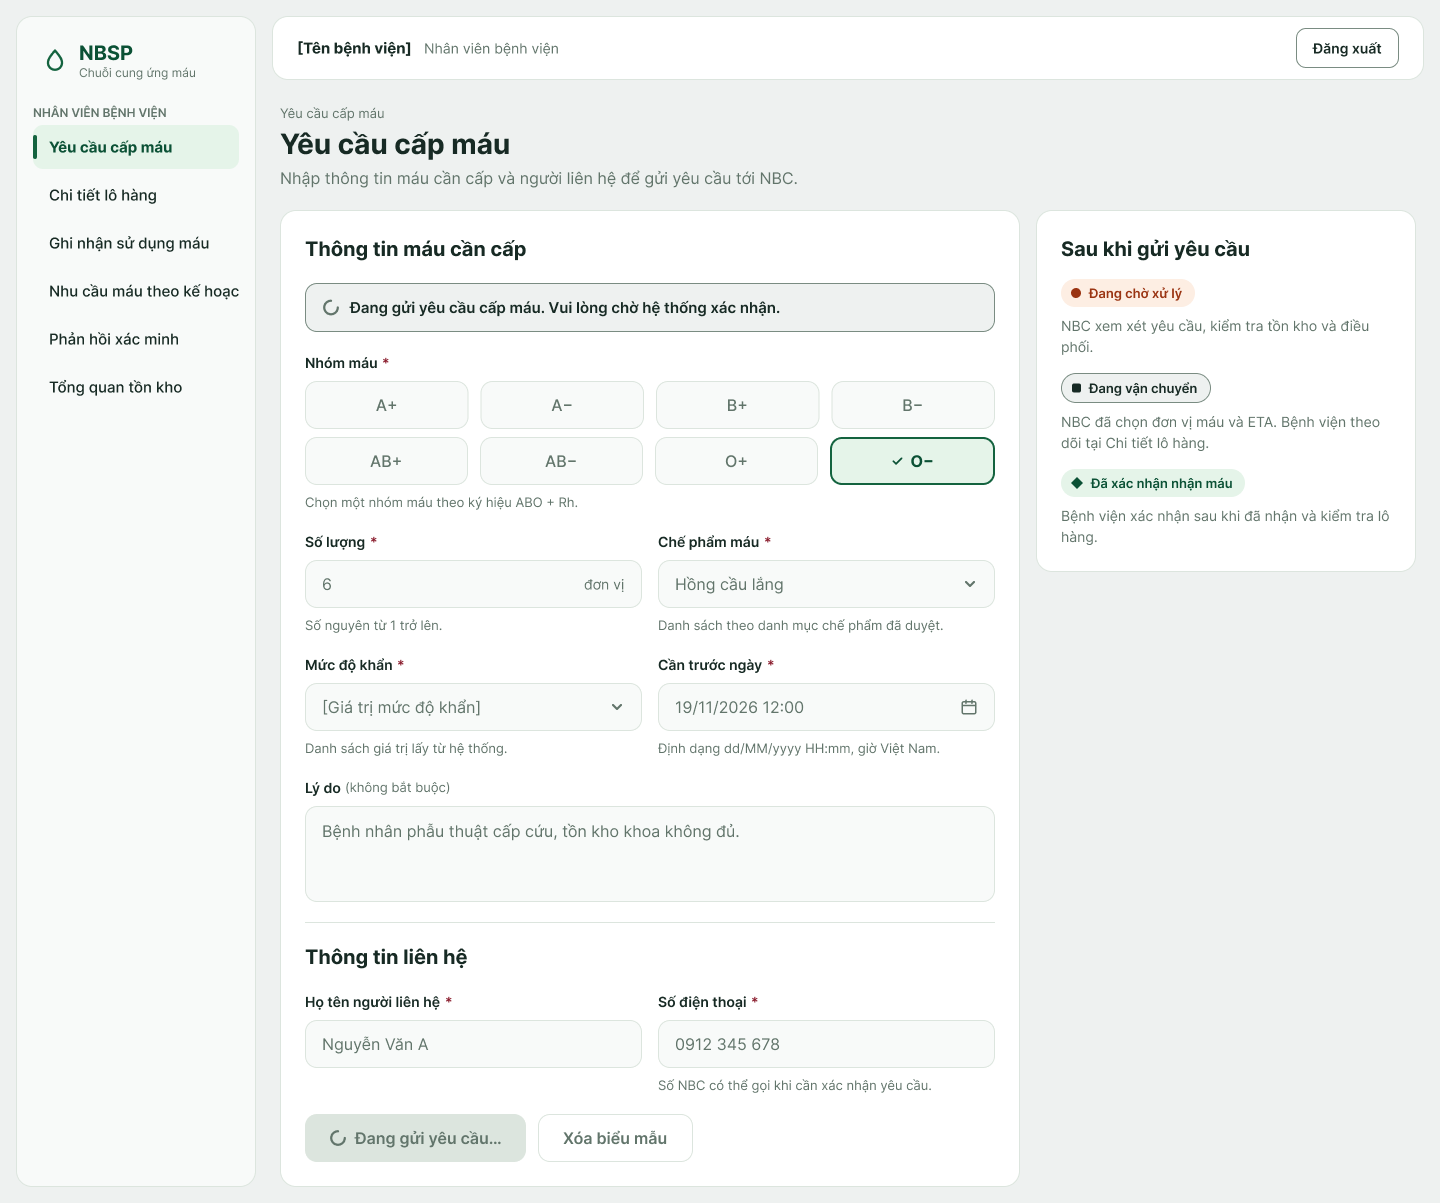 NBSP
Chuỗi cung ứng máu
NHÂN VIÊN BỆNH VIỆN
Yêu cầu cấp máu
Chi tiết lô hàng
Ghi nhận sử dụng máu
Nhu cầu máu theo kế hoạc
Phản hồi xác minh
Tổng quan tồn kho
[Tên bệnh viện] Nhân viên bệnh viện
Đăng xuất
Yêu cầu cấp máu
Yêu cầu cấp máu
Nhập thông tin máu cần cấp và người liên hệ để gửi yêu cầu tới NBC.
Thông tin máu cần cấp
Đang gửi yêu cầu cấp máu. Vui lòng chờ hệ thống xác nhận.
Nhóm máu *
A+ A− B+ B−
AB+ AB− O+ ✓ O−
Chọn một nhóm máu theo ký hiệu ABO + Rh.
Số lượng * Chế phẩm máu *
6 đơn vị Hồng cầu lắng
Số nguyên từ 1 trở lên. Danh sách theo danh mục chế phẩm đã duyệt.
Mức độ khẩn * Cần trước ngày *
[Giá trị mức độ khẩn] 19/11/2026 12:00
Danh sách giá trị lấy từ hệ thống. Định dạng dd/MM/yyyy HH:mm, giờ Việt Nam.
Lý do (không bắt buộc)
Bệnh nhân phẫu thuật cấp cứu, tồn kho khoa không đủ.
Thông tin liên hệ
Họ tên người liên hệ * Số điện thoại *
Nguyễn Văn A 0912 345 678
Số NBC có thể gọi khi cần xác nhận yêu cầu.
Đang gửi yêu cầu... Xóa biểu mẫu
Sau khi gửi yêu cầu
Đang chờ xử lý
NBC xem xét yêu cầu, kiểm tra tồn kho và điều
phối.
Đang vận chuyển
NBC đã chọn đơn vị máu và ETA. Bệnh viện theo
dõi tại Chi tiết lô hàng.
Đã xác nhận nhận máu
Bệnh viện xác nhận sau khi đã nhận và kiểm tra lô
hàng.